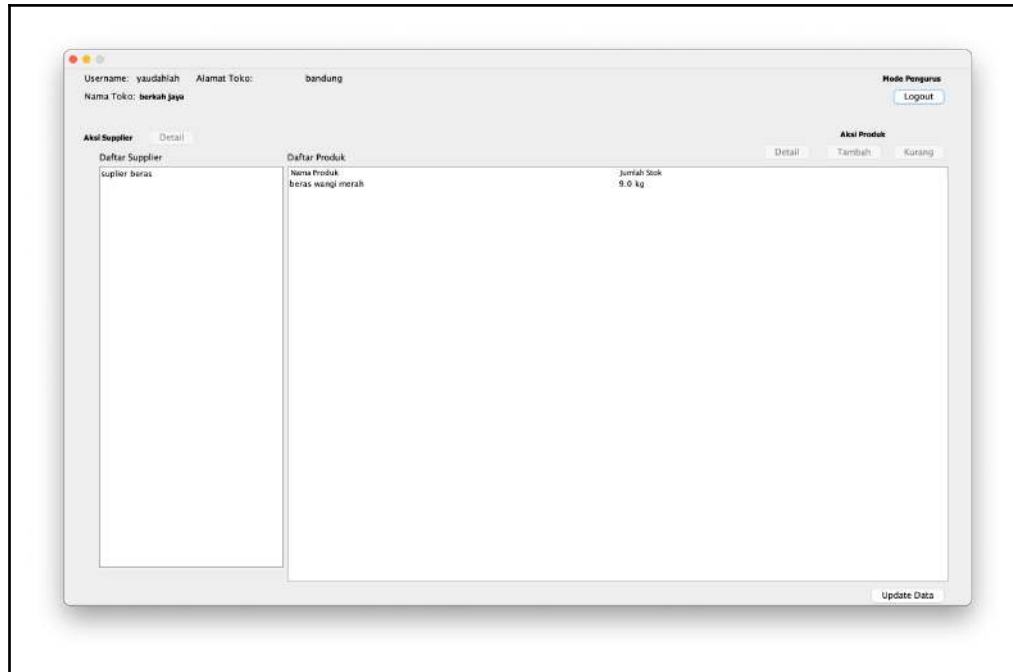 Username: yaudahlah Alamat Toko: bandung Mode Pengurus
Nama Toko: berkah jaya Logout
Aksi Supplier Detail Aksi Produk
Daftar Supplier Daftar Produk Detail Tambah Kurang
suplier beras Nama Produk Jumlah Stok
beras wangi merah 9.0 kg
Update Data